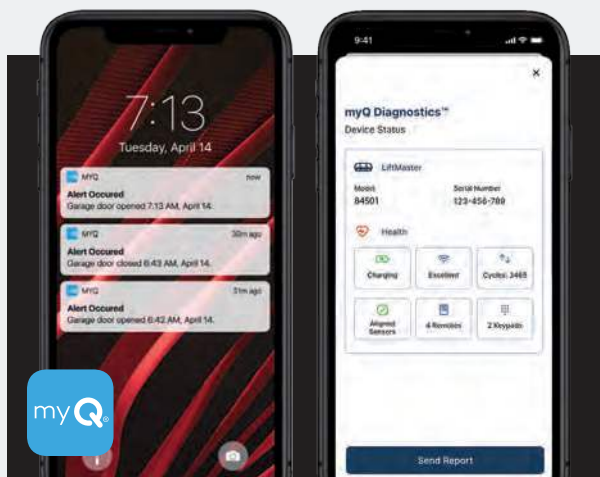 7:13
Tuesday, April 14
MYQ now
Alert Occured
Garage door opened 7:13 AM, April 14.
MYQ 30m ago
Alert Occured
Garage door closed 6:43 AM, April 14.
MYQ 31m ago
Alert Occured
Garage door opened 6:42 AM, April 14.
myQ®
9:41
myQ Diagnostics™
Device Status
LiftMaster
Model Serial Number
84501 123-456-789
Health
Charging Excellent Cycles: 3465
Aligned Sensors 4 Remotes 2 Keypads
Send Report